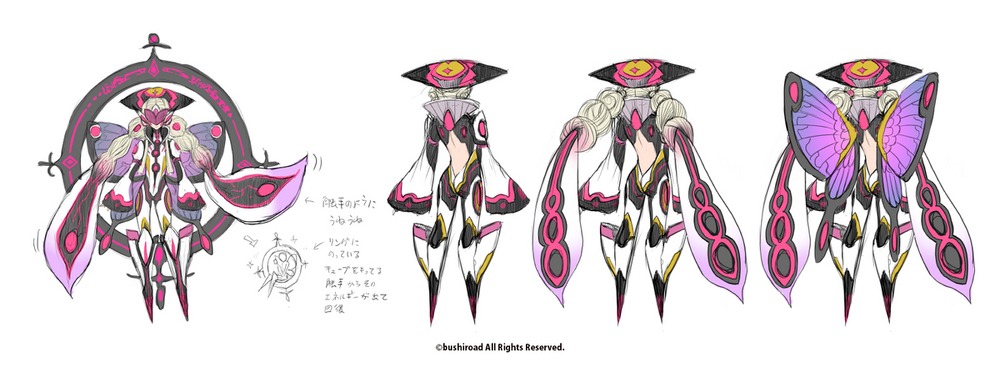 ← 触手のように
うねうね
← リングに
のっている
キューブをもってる
触手からその
エネルギーが出て
回復
©bushiroad All Rights Reserved.